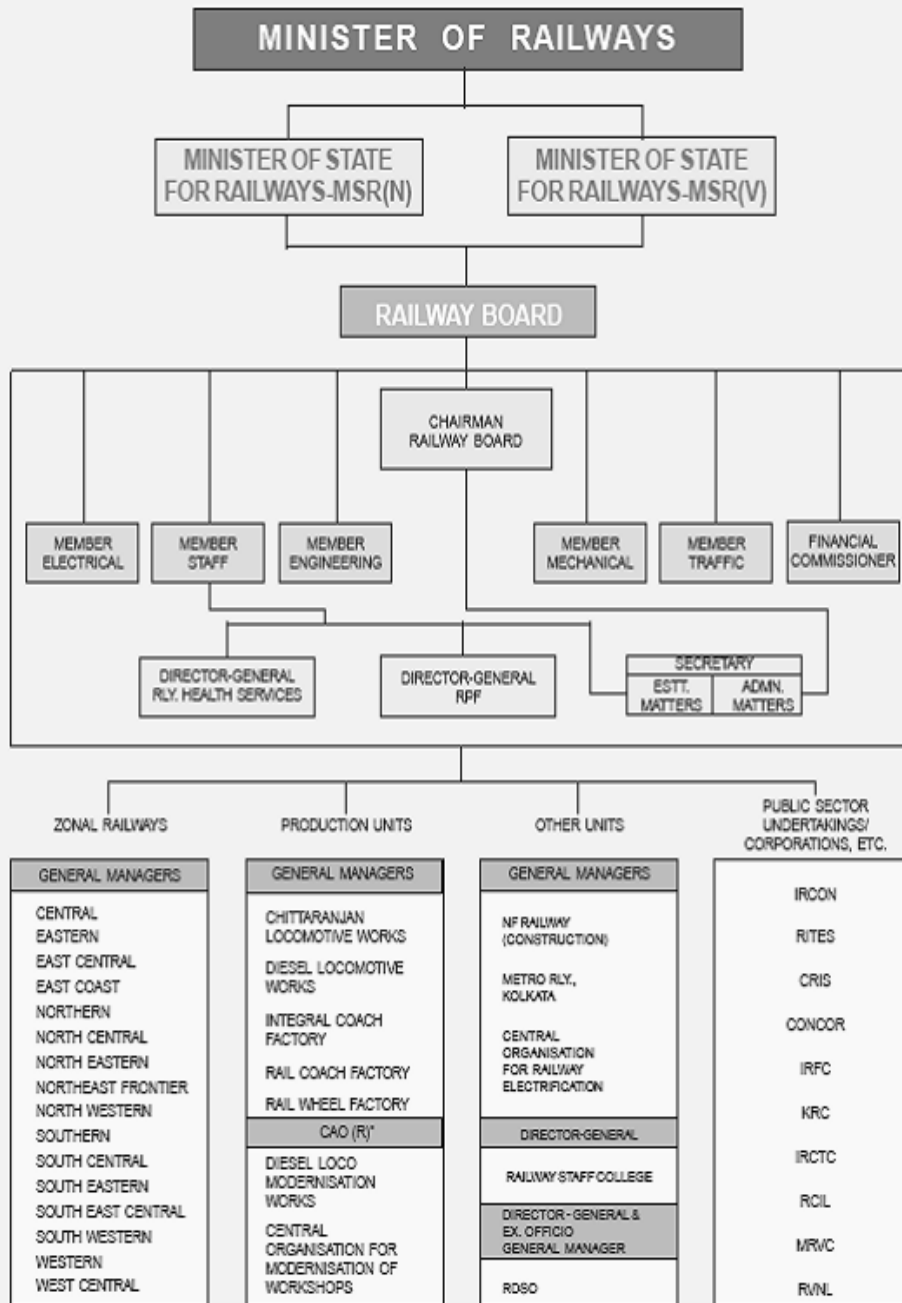 MINISTER OF RAILWAYS
MINISTER OF STATE
FOR RAILWAYS-MSR(N)
MINISTER OF STATE
FOR RAILWAYS-MSR(V)
RAILWAY BOARD
CHAIRMAN
RAILWAY BOARD
MEMBER
ELECTRICAL
MEMBER
STAFF
MEMBER
ENGINEERING
MEMBER
MECHANICAL
MEMBER
TRAFFIC
FINANCIAL
COMMISSIONER
DIRECTOR-GENERAL
RLY. HEALTH SERVICES
DIRECTOR-GENERAL
RPF
SECRETARY
ESTT.
MATTERS
ADMN.
MATTERS
ZONAL RAILWAYS
GENERAL MANAGERS
CENTRAL
EASTERN
EAST CENTRAL
EAST COAST
NORTHERN
NORTH CENTRAL
NORTH EASTERN
NORTHEAST FRONTIER
NORTH WESTERN
SOUTHERN
SOUTH CENTRAL
SOUTH EASTERN
SOUTH EAST CENTRAL
SOUTH WESTERN
WESTERN
WEST CENTRAL
PRODUCTION UNITS
GENERAL MANAGERS
CHITTARANJAN
LOCOMOTIVE WORKS
DIESEL LOCOMOTIVE
WORKS
INTEGRAL COACH
FACTORY
RAIL COACH FACTORY
RAIL WHEEL FACTORY
CAO (R)*
DIESEL LOCO
MODERNISATION
WORKS
CENTRAL
ORGANISATION FOR
MODERNISATION OF
WORKSHOPS
OTHER UNITS
GENERAL MANAGERS
NF RAILWAY
(CONSTRUCTION)
METRO RLY.,
KOLKATA
CENTRAL
ORGANISATION
FOR RAILWAY
ELECTRIFICATION
DIRECTOR-GENERAL
RAILWAY STAFF COLLEGE
DIRECTOR - GENERAL &
EX. OFFICIO
GENERAL MANAGER
RDSO
PUBLIC SECTOR
UNDERTAKINGS/
CORPORATIONS, ETC.
IRCON
RITES
CRIS
CONCOR
IRFC
KRC
IRCTC
RCIL
MRVC
RVNL